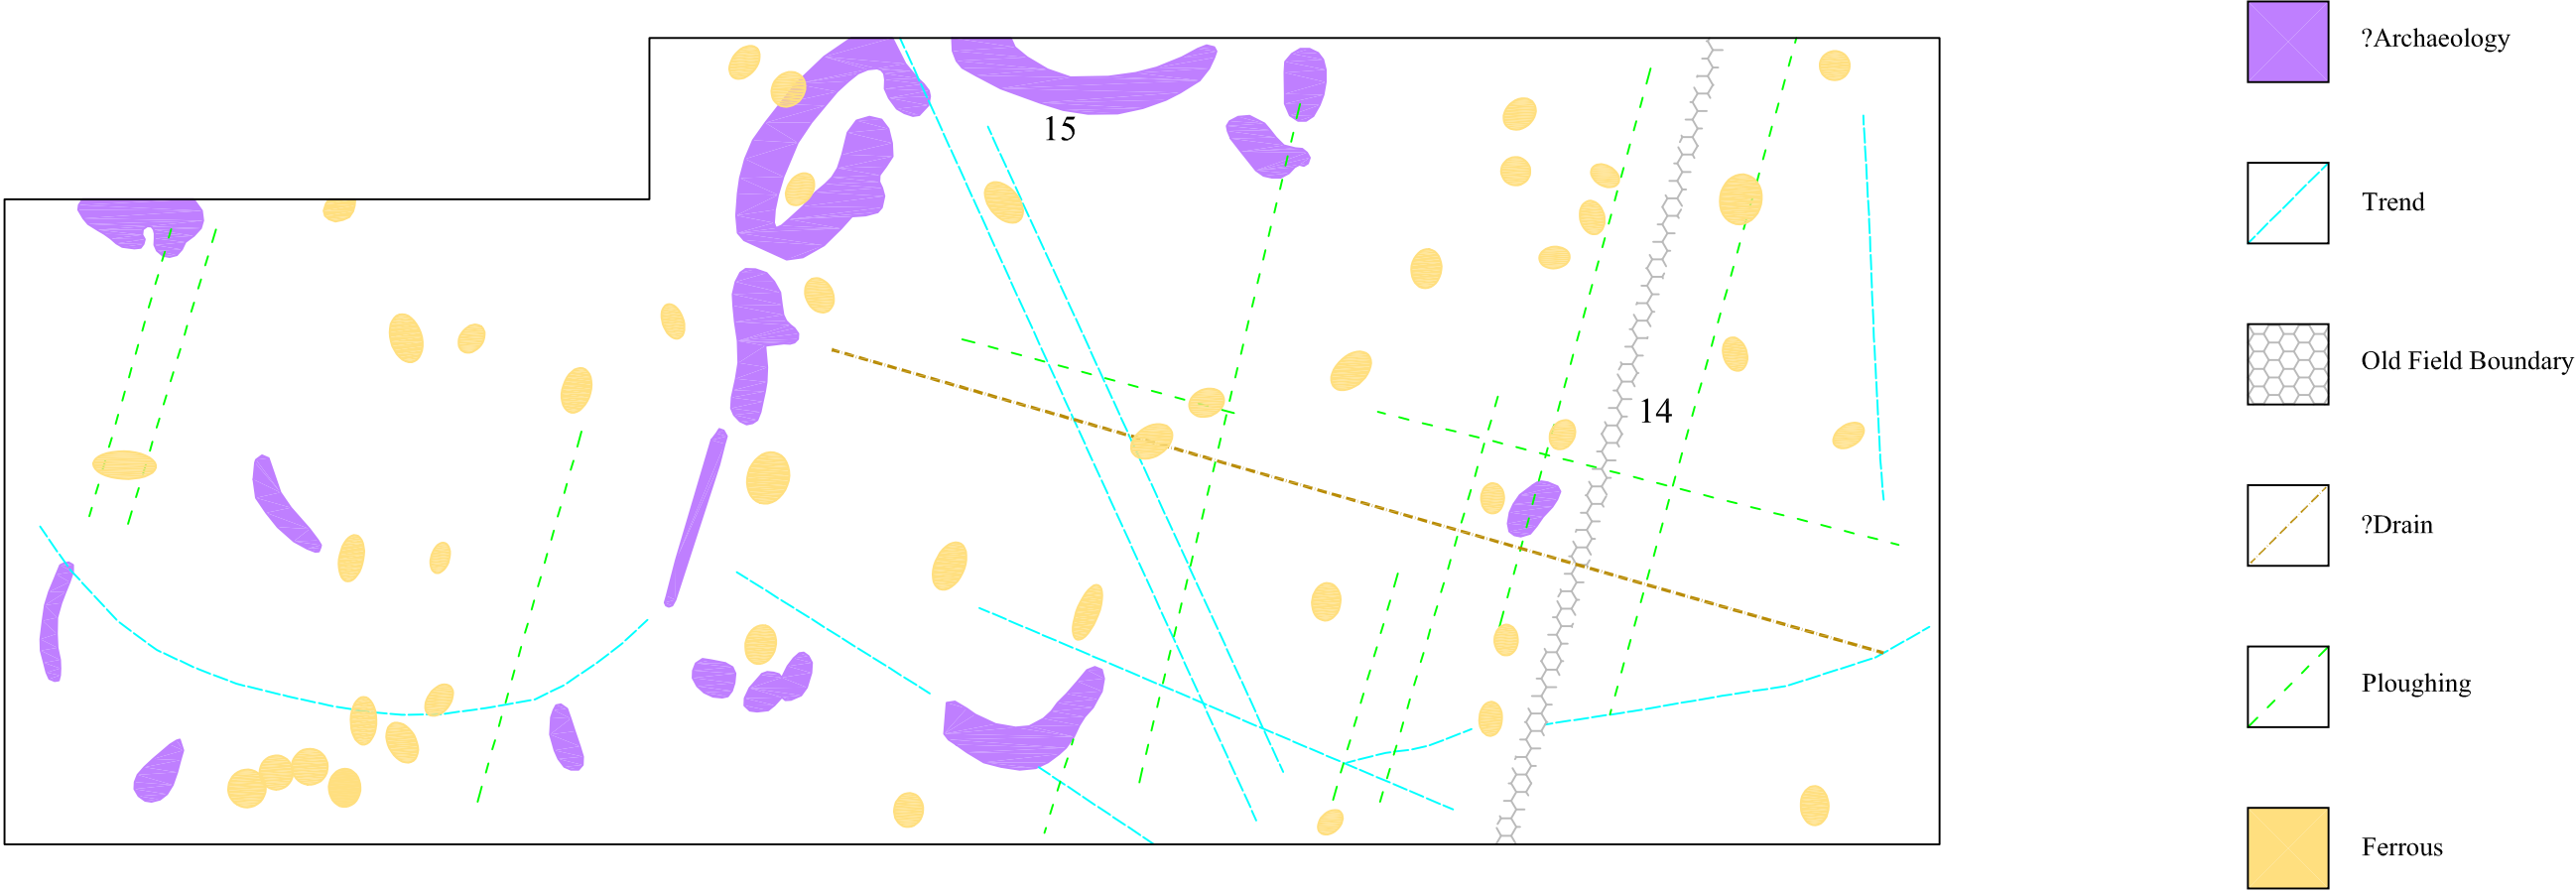 15
14
?Archaeology
Trend
Old Field Boundary
?Drain
Ploughing
Ferrous